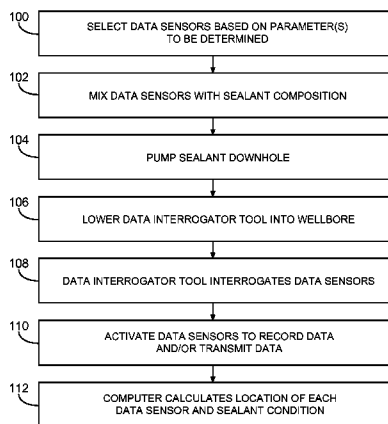 100
SELECT DATA SENSORS BASED ON PARAMETER(S)
TO BE DETERMINED
102
MIX DATA SENSORS WITH SEALANT COMPOSITION
104
PUMP SEALANT DOWNHOLE
106
LOWER DATA INTERROGATOR TOOL INTO WELLBORE
108
DATA INTERROGATOR TOOL INTERROGATES DATA SENSORS
110
ACTIVATE DATA SENSORS TO RECORD DATA
AND/OR TRANSMIT DATA
112
COMPUTER CALCULATES LOCATION OF EACH
DATA SENSOR AND SEALANT CONDITION